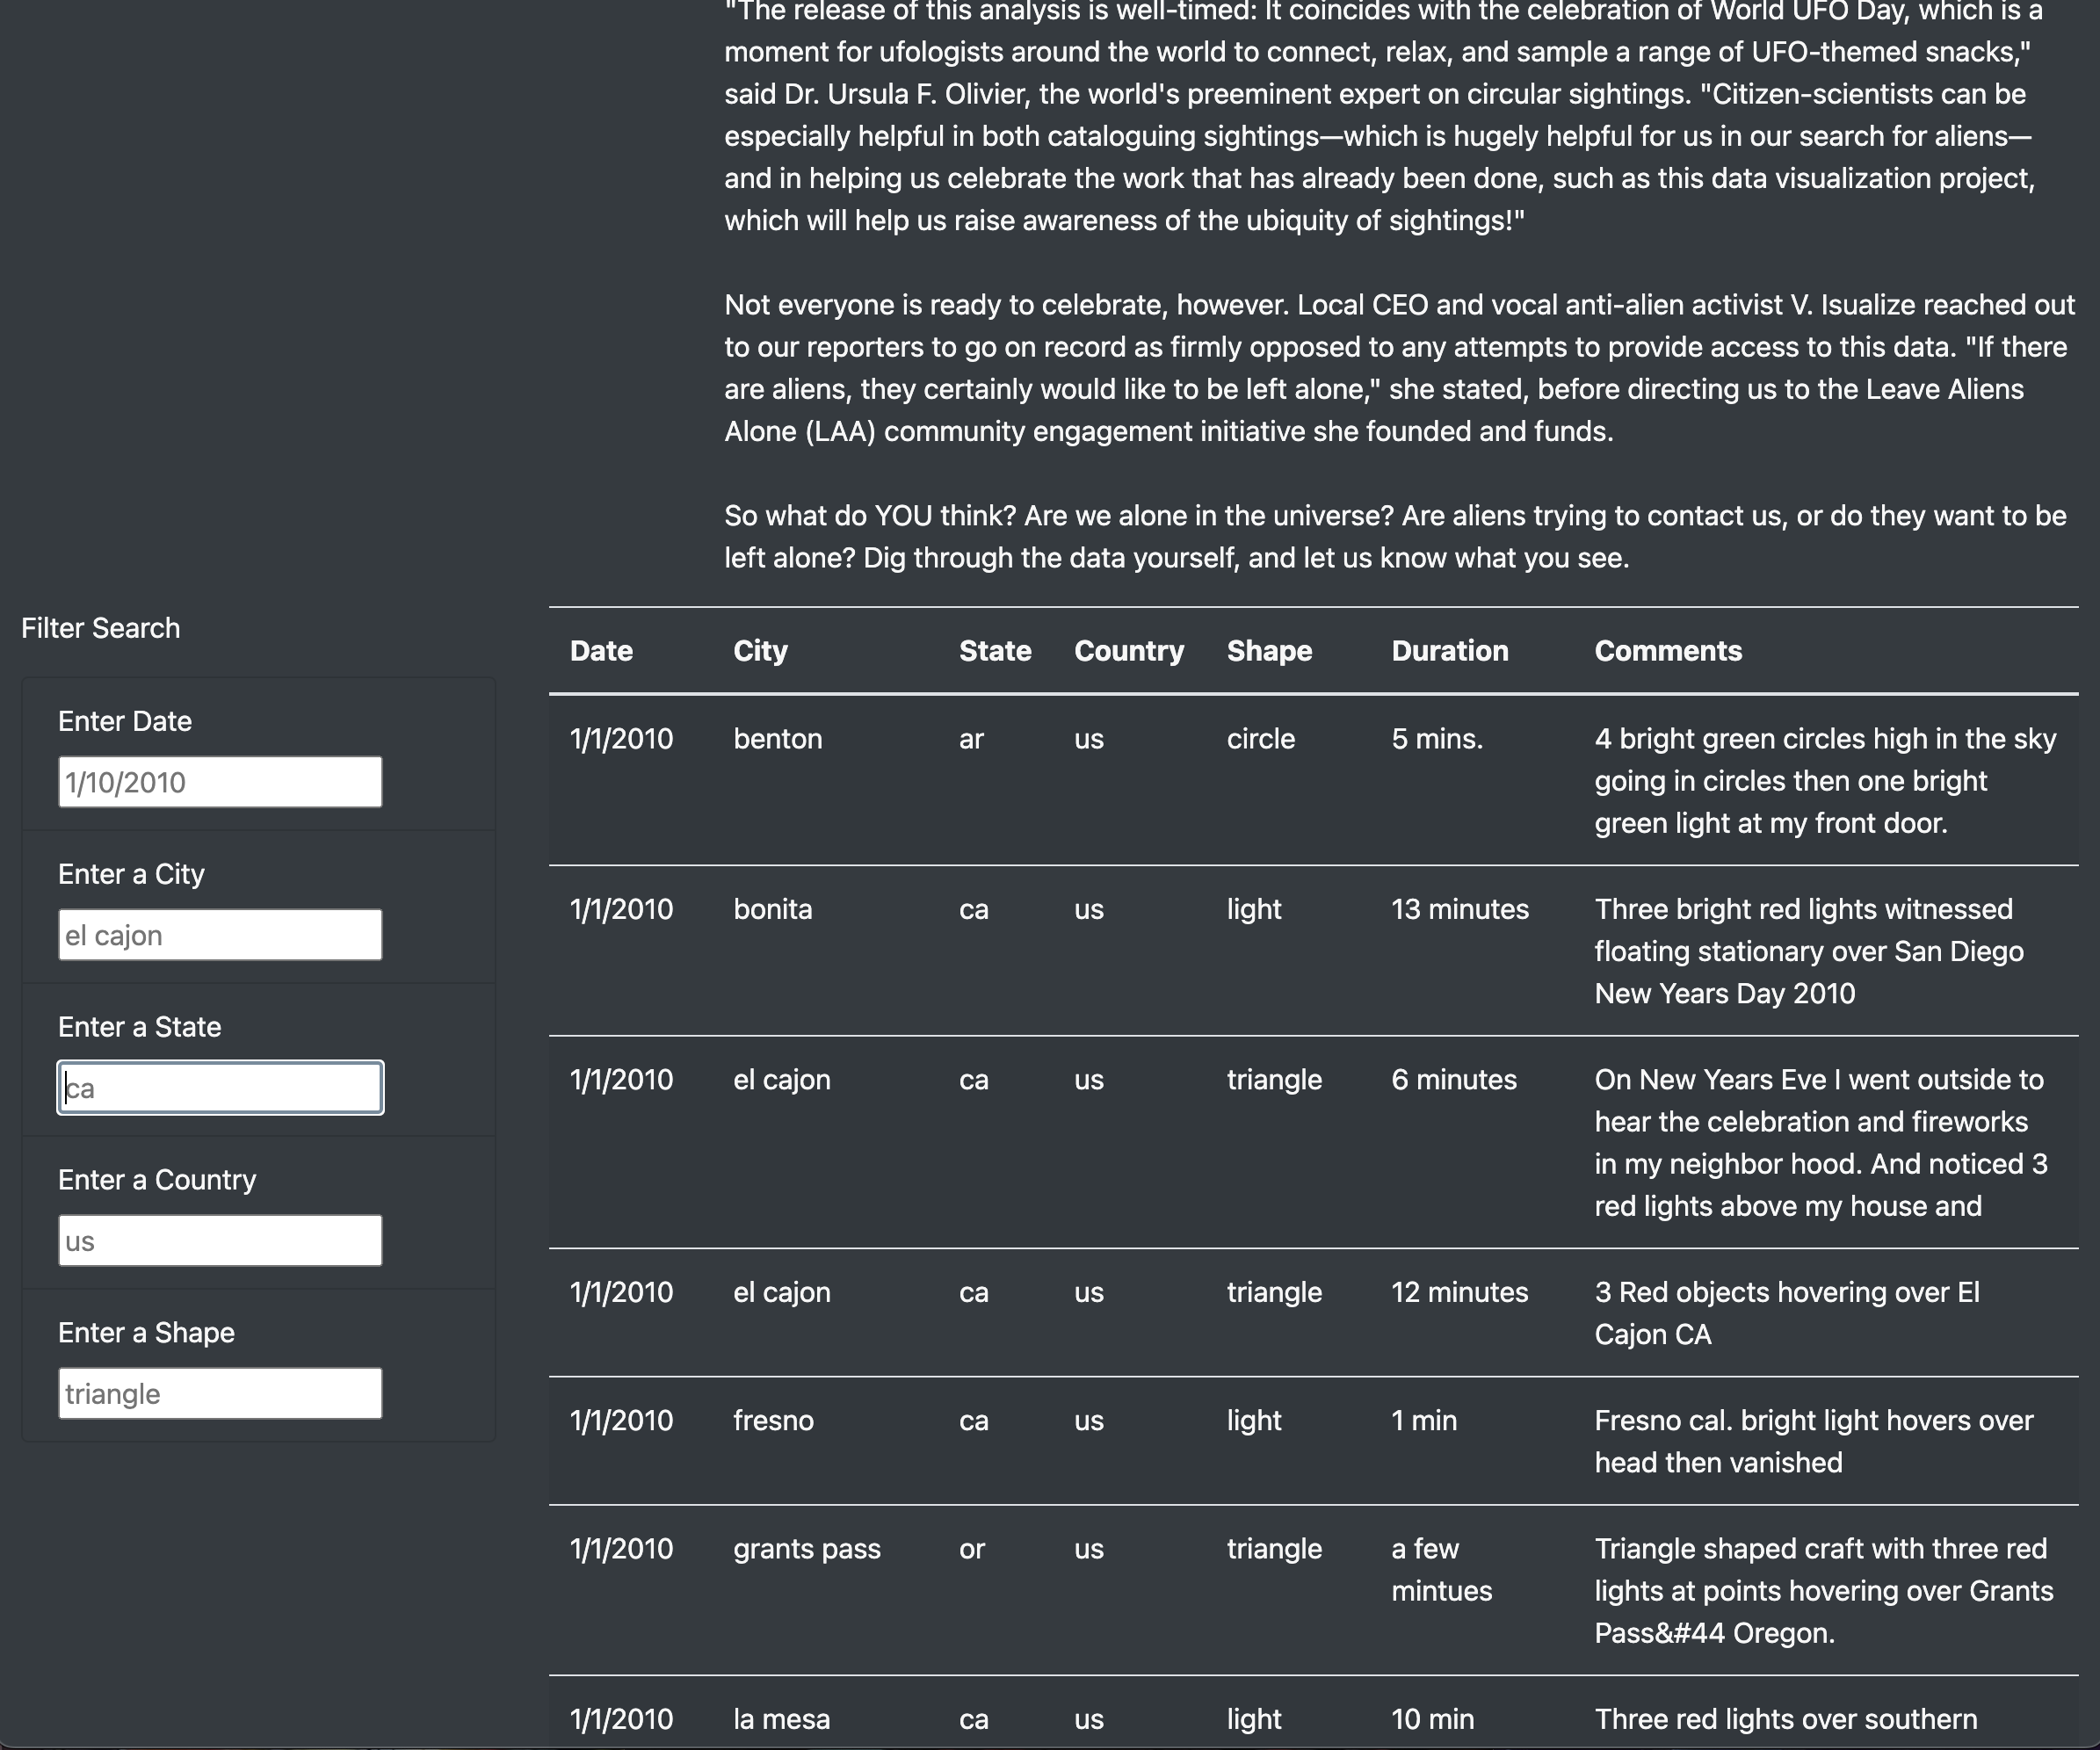 "The release of this analysis is well-timed: It coincides with the celebration of World UFO Day, which is a
moment for ufologists around the world to connect, relax, and sample a range of UFO-themed snacks,"
said Dr. Ursula F. Olivier, the world's preeminent expert on circular sightings. "Citizen-scientists can be
especially helpful in both cataloguing sightings—which is hugely helpful for us in our search for aliens—
and in helping us celebrate the work that has already been done, such as this data visualization project,
which will help us raise awareness of the ubiquity of sightings!"
Not everyone is ready to celebrate, however. Local CEO and vocal anti-alien activist V. Isualize reached out
to our reporters to go on record as firmly opposed to any attempts to provide access to this data. "If there
are aliens, they certainly would like to be left alone," she stated, before directing us to the Leave Aliens
Alone (LAA) community engagement initiative she founded and funds.
So what do YOU think? Are we alone in the universe? Are aliens trying to contact us, or do they want to be
left alone? Dig through the data yourself, and let us know what you see.
Filter Search
Enter Date
1/10/2010
Enter a City
el cajon
Enter a State
ca
Enter a Country
us
Enter a Shape
triangle
Date City State Country Shape Duration Comments
1/1/2010 benton ar us circle 5 mins. 4 bright green circles high in the sky
going in circles then one bright
green light at my front door.
1/1/2010 bonita ca us light 13 minutes Three bright red lights witnessed
floating stationary over San Diego
New Years Day 2010
1/1/2010 el cajon ca us triangle 6 minutes On New Years Eve I went outside to
hear the celebration and fireworks
in my neighbor hood. And noticed 3
red lights above my house and
1/1/2010 el cajon ca us triangle 12 minutes 3 Red objects hovering over El
Cajon CA
1/1/2010 fresno ca us light 1 min Fresno cal. bright light hovers over
head then vanished
1/1/2010 grants pass or us triangle a few Triangle shaped craft with three red
mintues lights at points hovering over Grants
Pass&#44 Oregon.
1/1/2010 la mesa ca us light 10 min Three red lights over southern